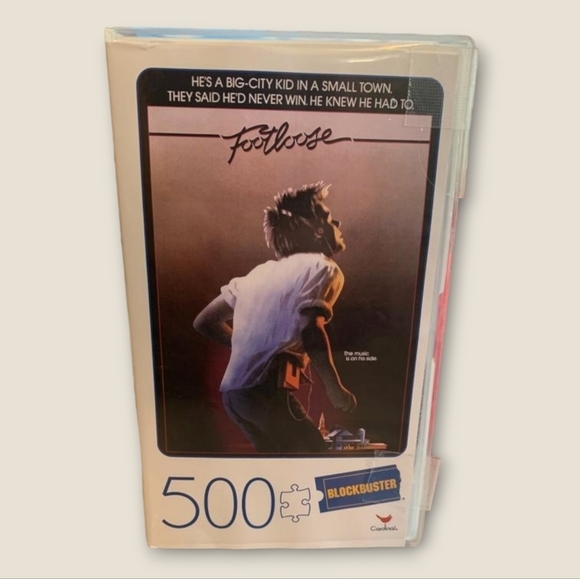 HE'S A BIG-CITY KID IN A SMALL TOWN.
THEY SAID HE'D NEVER WIN. HE KNEW HE HAD TO.
Footloose
the music
is on his side.
500
BLOCKBUSTER
Cardinal